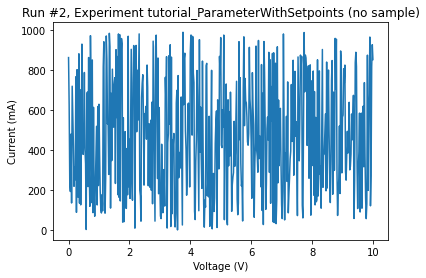 Run #2, Experiment tutorial_ParameterWithSetpoints (no sample)
1000
800
600
400
200
0
Current (mA)
0 2 4 6 8 10
Voltage (V)